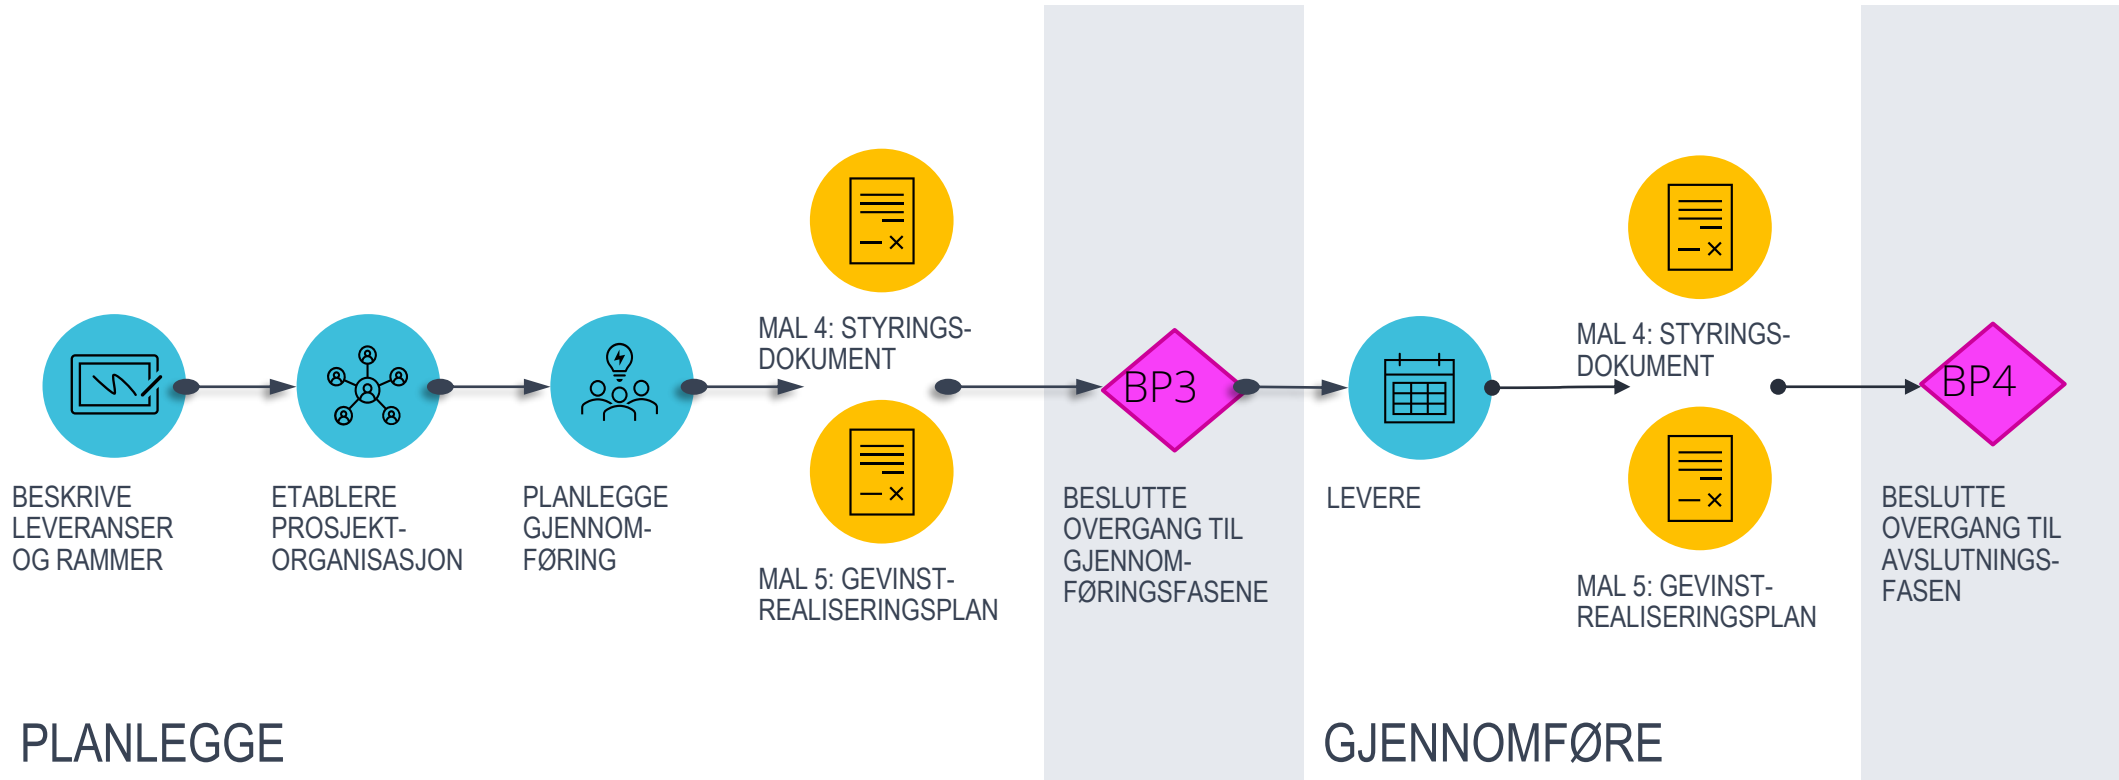 BESKRIVE
LEVERANSER
OG RAMMER
ETABLERE
PROSJEKT-
ORGANISASJON
PLANLEGGE
GJENNOM-
FØRING
MAL 4: STYRINGS-
DOKUMENT
MAL 5: GEVINST-
REALISERINGSPLAN
BP3
BESLUTTE
OVERGANG TIL
GJENNOM-
FØRINGSFASENE
LEVERE
MAL 4: STYRINGS-
DOKUMENT
MAL 5: GEVINST-
REALISERINGSPLAN
BP4
BESLUTTE
OVERGANG TIL
AVSLUTNINGS-
FASEN
PLANLEGGE
GJENNOMFØRE